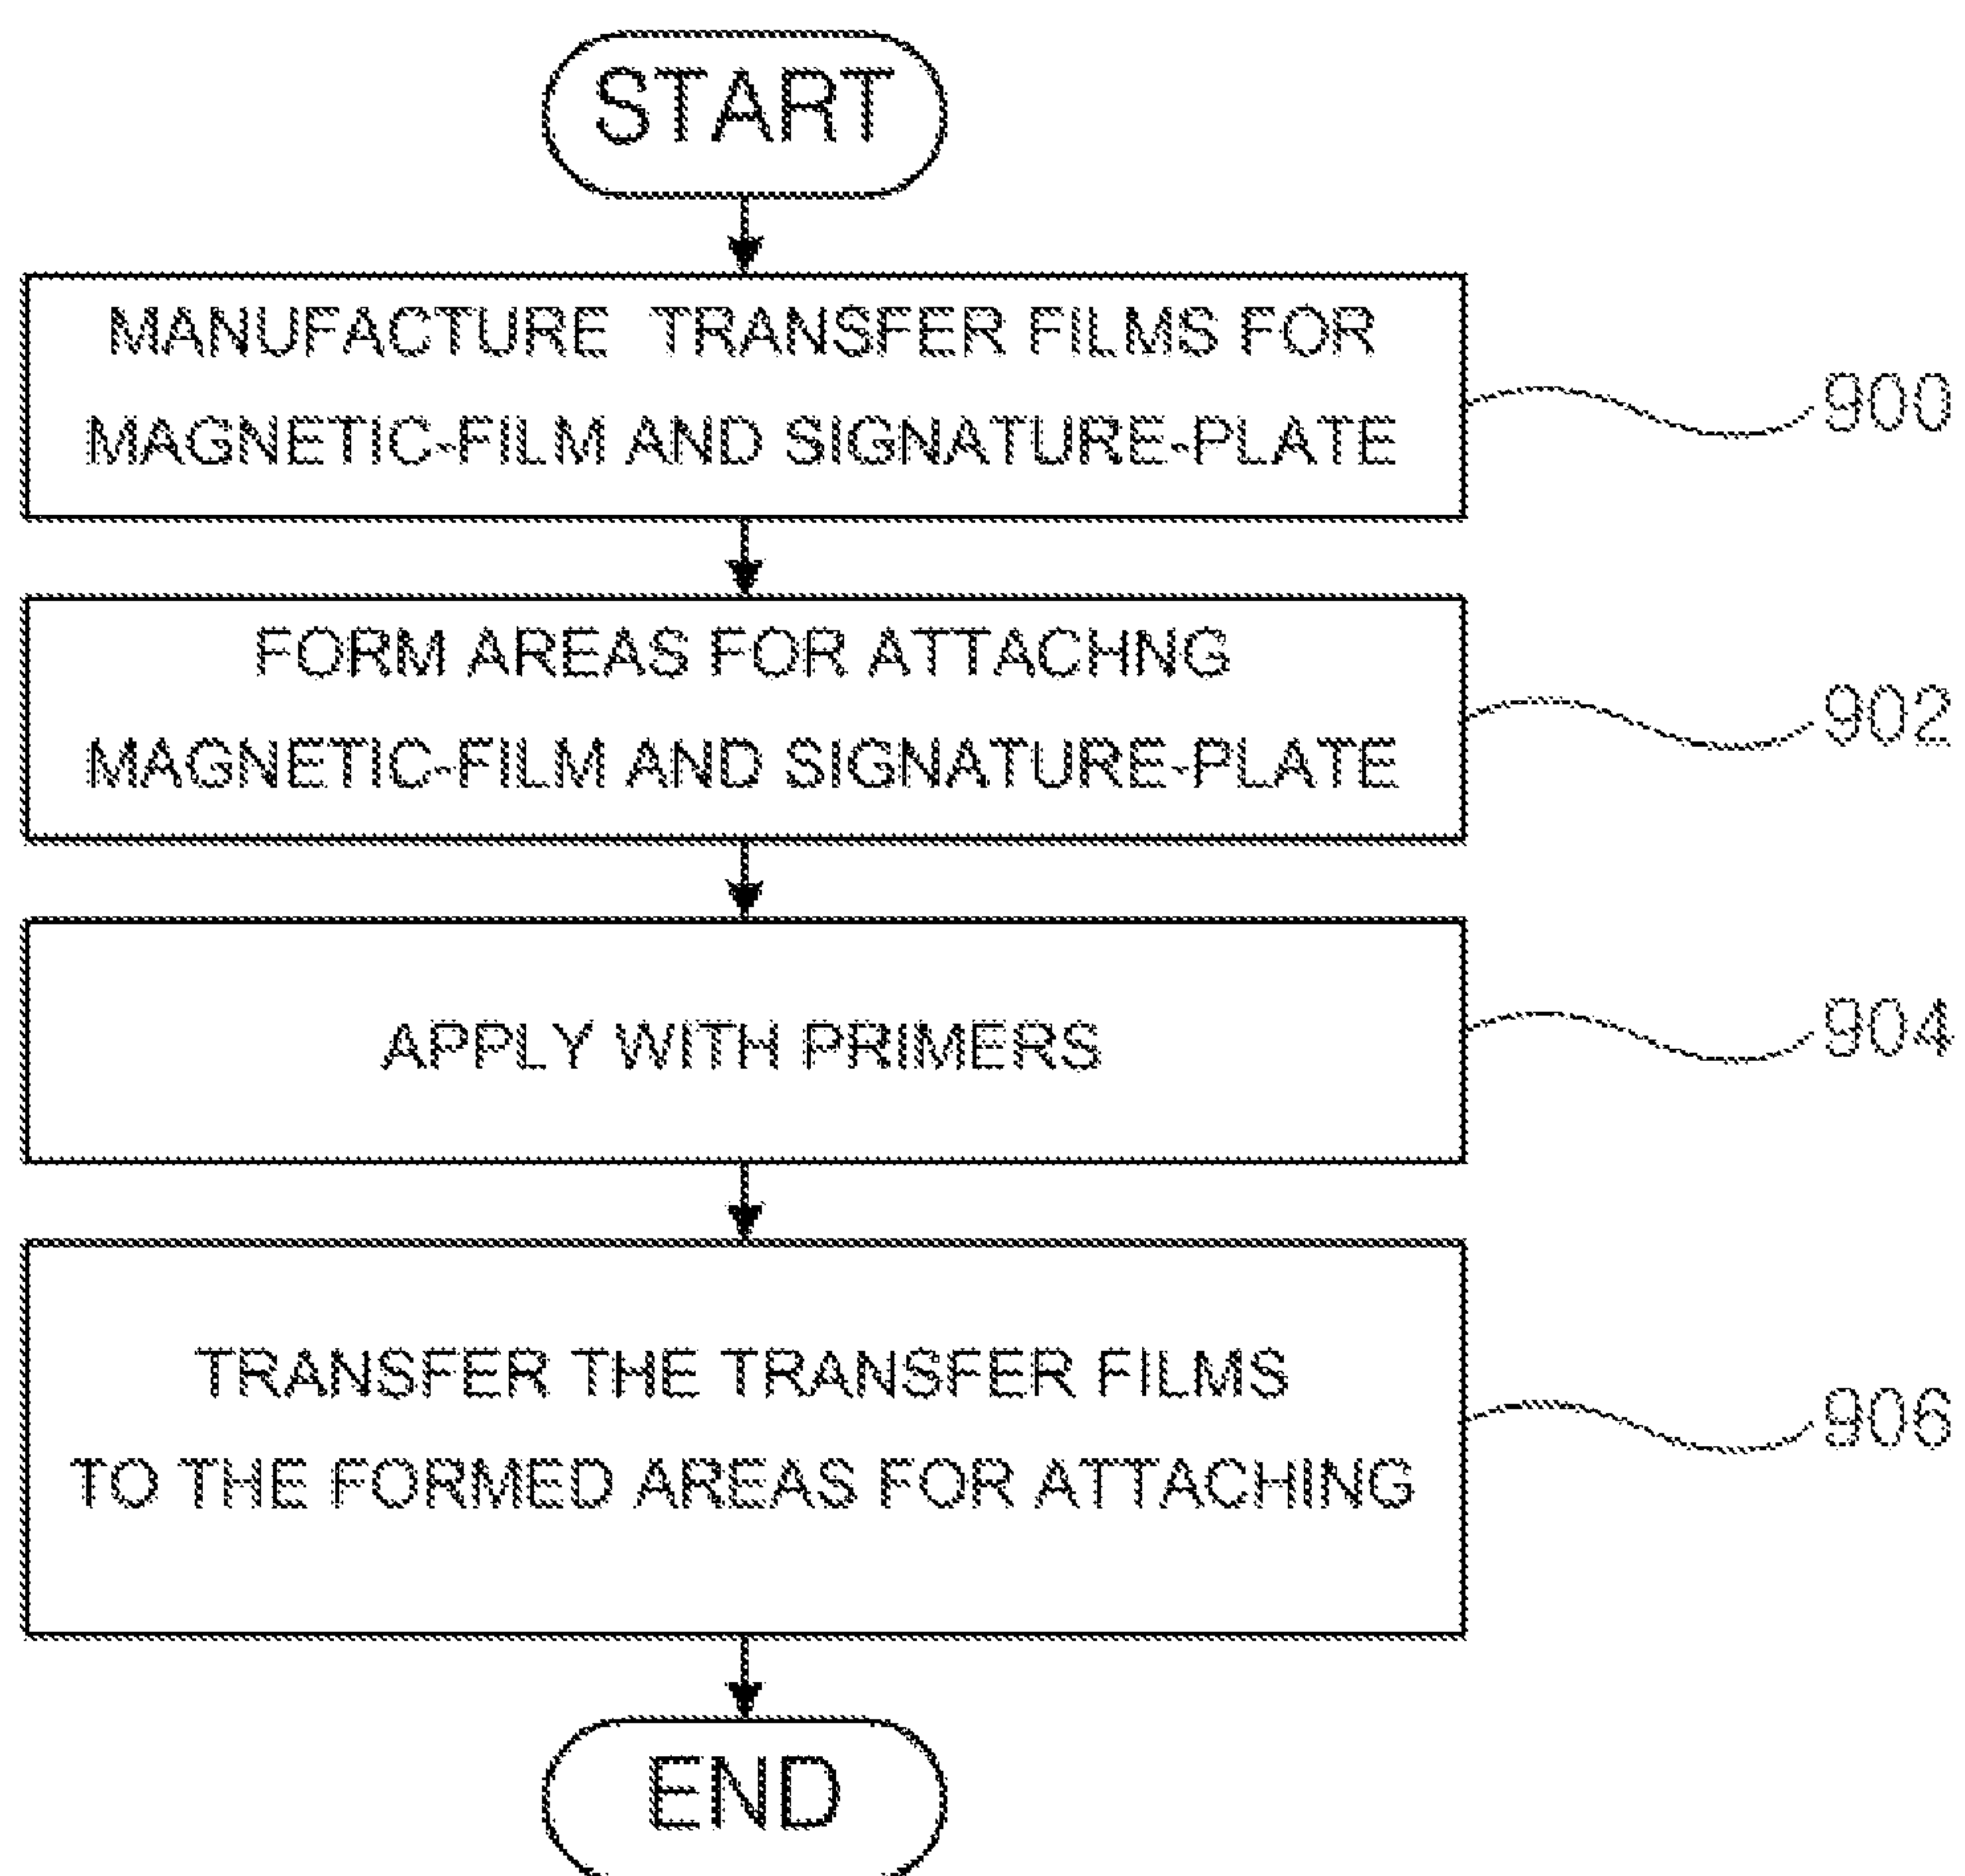 START
MANUFACTURE TRANSFER FILMS FOR
MAGNETIC-FILM AND SIGNATURE-PLATE
900
FORM AREAS FOR ATTACHNG
MAGNETIC-FILM AND SIGNATURE-PLATE
902
APPLY WITH PRIMERS
904
TRANSFER THE TRANSFER FILMS
TO THE FORMED AREAS FOR ATTACHING
906
END